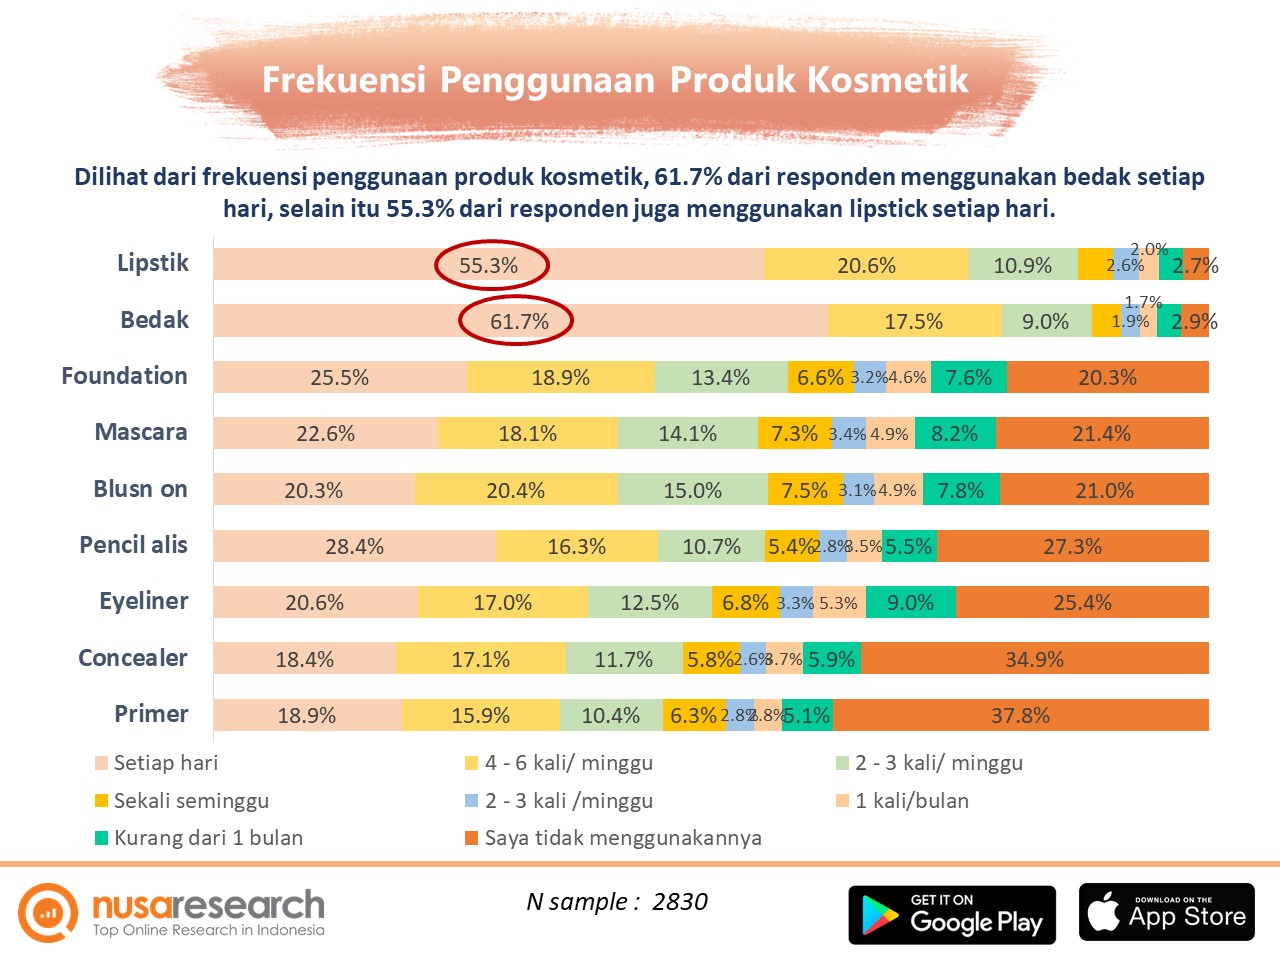 Frekuensi Penggunaan Produk Kosmetik
Dilihat dari frekuensi penggunaan produk kosmetik, 61.7% dari responden menggunakan bedak setiap
hari, selain itu 55.3% dari responden juga menggunakan lipstick setiap hari.
Lipstik 55.3% 20.6% 10.9% 2.6% 2.0% 2.7%
Bedak 61.7% 17.5% 9.0% 1.9% 1.7% 2.9%
Foundation 25.5% 18.9% 13.4% 6.6% 3.2% 4.6% 7.6% 20.3%
Mascara 22.6% 18.1% 14.1% 7.3% 3.4% 4.9% 8.2% 21.4%
Blusn on 20.3% 20.4% 15.0% 7.5% 3.1% 4.9% 7.8% 21.0%
Pencil alis 28.4% 16.3% 10.7% 5.4% 2.8% 3.5% 5.5% 27.3%
Eyeliner 20.6% 17.0% 12.5% 6.8% 3.3% 5.3% 9.0% 25.4%
Concealer 18.4% 17.1% 11.7% 5.8% 2.6% 3.7% 5.9% 34.9%
Primer 18.9% 15.9% 10.4% 6.3% 2.8% 2.8% 5.1% 37.8%
Setiap hari 4 - 6 kali/ minggu 2 - 3 kali/ minggu
Sekali seminggu 2 - 3 kali /minggu 1 kali/bulan
Kurang dari 1 bulan Saya tidak menggunakannya
nusaresearch
Top Online Research in Indonesia
N sample : 2830
GET IT ON
Google Play
DOWNLOAD ON THE
App Store